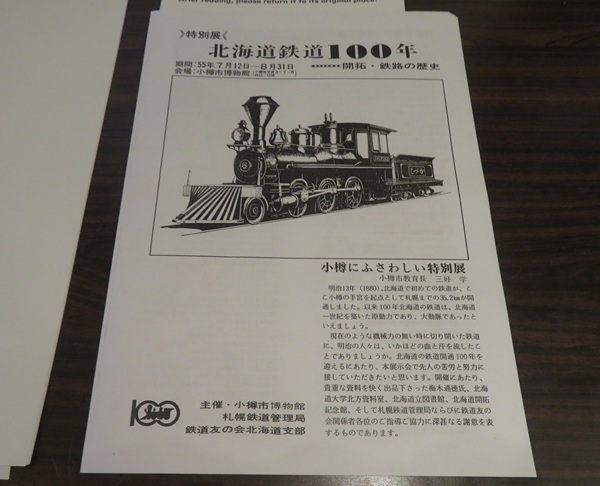 After reading, please return it to its original place.
〉特別展〈
北海道鉄道100年
期間：55年7月12日～8月31日
……開拓・鉄路の歴史
会場：小樽市博物館
6
しづか
小樽にふさわしい特別展
小樽市教育長 三好 学
明治13年（1880）、北海道で初めての鉄道が、こ
こ小樽の手宮を起点として札幌までの35.2kmが開
通しました。以来100年北海道の鉄道は、北海道
一世紀を築いた原動力であり、大動脈であったと
いえましょう。
現在のような機械力の無い時に切り開いた鉄道
に、明治の人々は、いかほどの血と汗を流したこ
とでありましょうか。北海道の鉄道開通100年を
迎えるにあたり、本展示会で先人の苦労と努力に
接していただきたいと思います。開催にあたり、
貴重な資料を快く出品下さった梅木通徳氏、北海
道大学北方資料室、北海道立図書館、北海道開拓
記念館、そして札幌鉄道管理局ならびに鉄道友の
会関係者各位のご指導ご協力に深甚なる謝意を表
するものであります。
100
主催・小樽市博物館
札幌鉄道管理局
鉄道友の会北海道支部